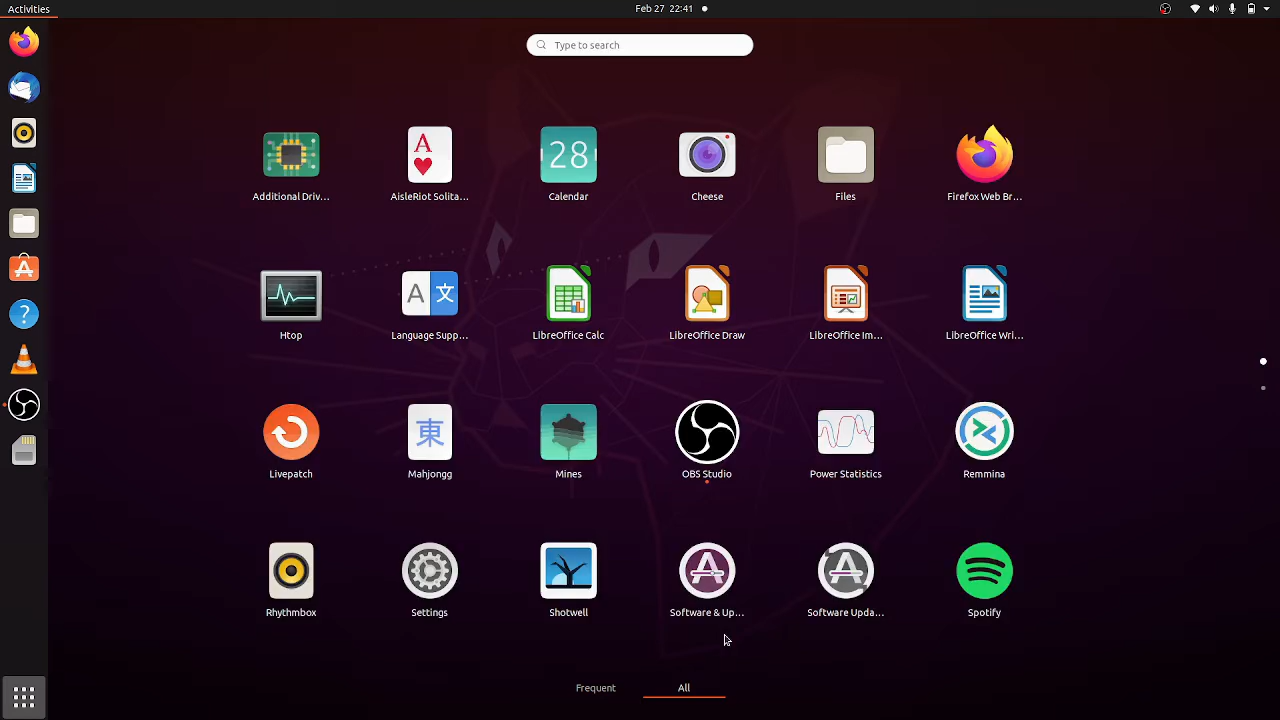 Activities
Feb 27 22:41
Type to search
28
A
Additional Driv...
AisleRiot Solita...
Calendar
Cheese
Files
Firefox Web Br...
A 文
Htop
Language Supp...
LibreOffice Calc
LibreOffice Draw
LibreOffice Im...
LibreOffice Wri...
東
Livepatch
Mahjongg
Mines
OBS Studio
Power Statistics
Remmina
Rhythmbox
Settings
Shotwell
Software & Up...
Software Upda...
Spotify
Frequent
All